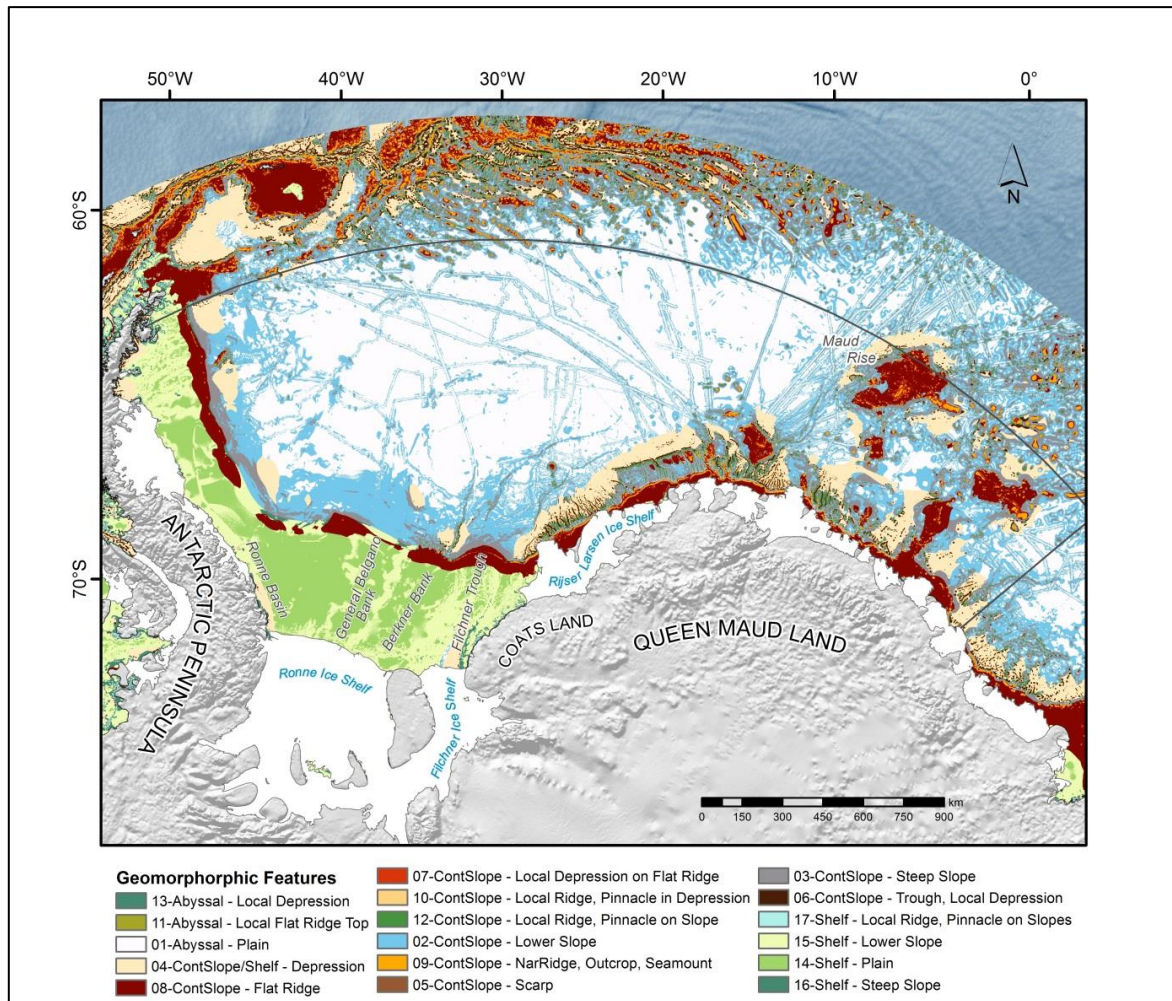 50°W 40°W 30°W 20°W 10°W 0°
60°S
N
Maud
Rise
70°S
ANTARCTIC PENINSULA
Ronne Basin
General Belgano
Bank
Berkner Bank
Filchner Trough
Rijser Larsen Ice Shelf
COATS LAND
QUEEN MAUD LAND
Ronne Ice Shelf
Filchner Ice Shelf
km
0 150 300 450 600 750 900
Geomorphorphic Features
13-Abyssal - Local Depression
11-Abyssal - Local Flat Ridge Top
01-Abyssal - Plain
04-ContSlope/Shelf - Depression
08-ContSlope - Flat Ridge
07-ContSlope - Local Depression on Flat Ridge
10-ContSlope - Local Ridge, Pinnacle in Depression
12-ContSlope - Local Ridge, Pinnacle on Slope
02-ContSlope - Lower Slope
09-ContSlope - NarRidge, Outcrop, Seamount
05-ContSlope - Scarp
03-ContSlope - Steep Slope
06-ContSlope - Trough, Local Depression
17-Shelf - Local Ridge, Pinnacle on Slopes
15-Shelf - Lower Slope
14-Shelf - Plain
16-Shelf - Steep Slope